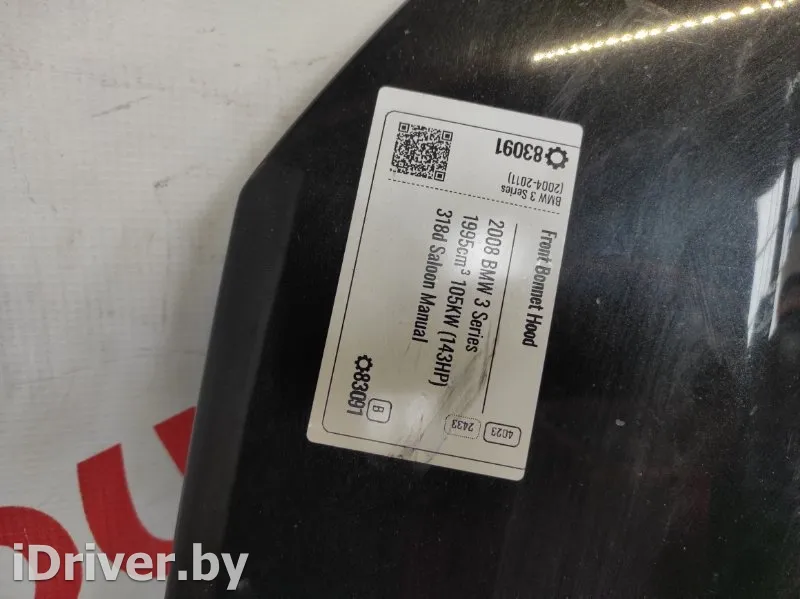 83091
BMW 3 Series
(2004-2011)
Front Bonnet Hood
2008 BMW 3 Series
1995cm³ 105KW (143HP)
318d Saloon Manual
83091
B
2433
4023
iDriver.by